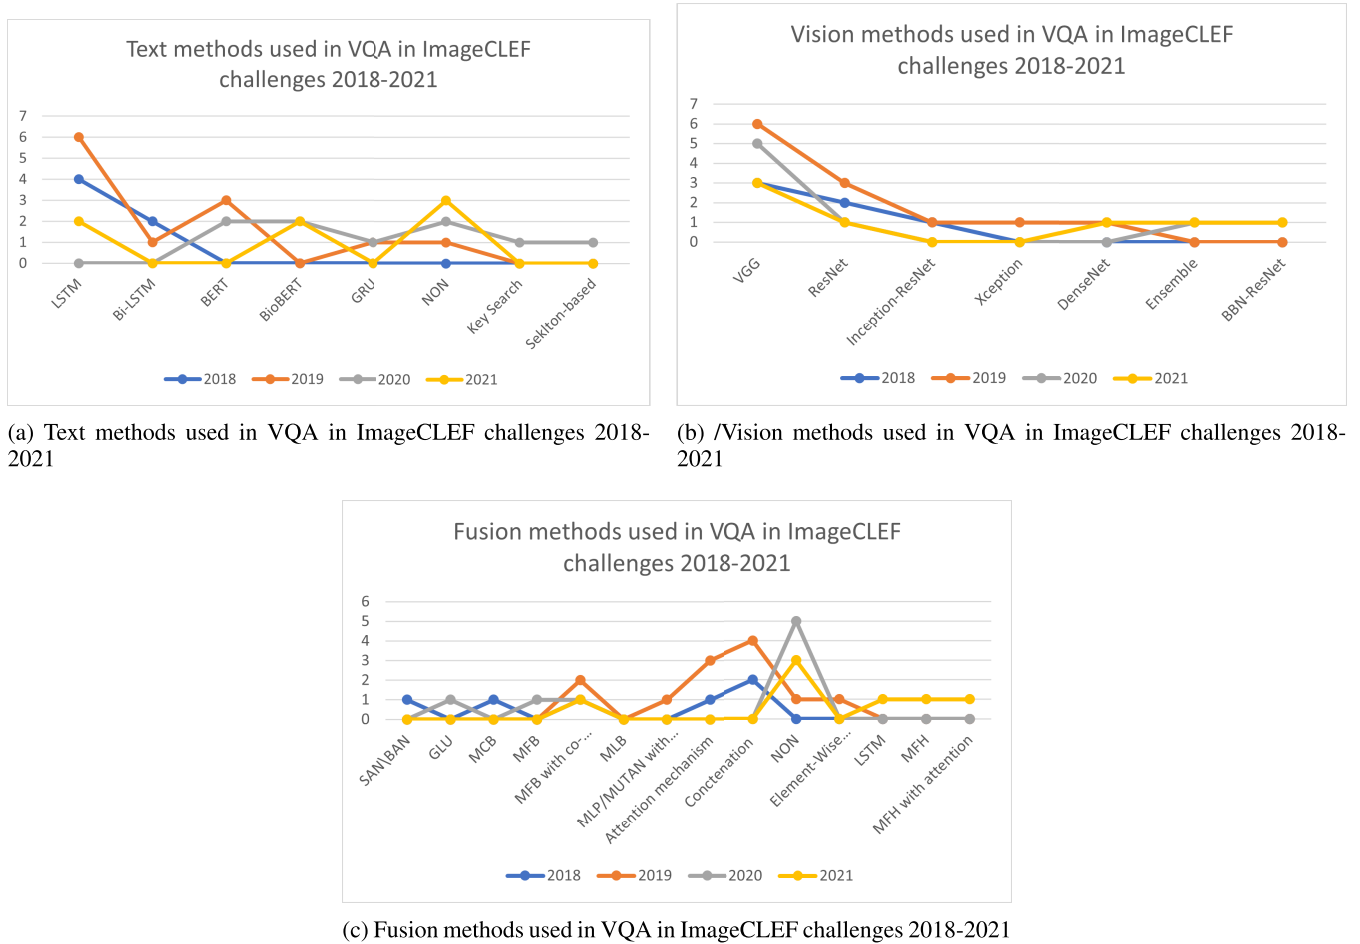 Text methods used in VQA in ImageCLEF
challenges 2018-2021
7
6
5
4
3
2
1
0
LSTM
Bi-LSTM
BERT
BioBERT
GRU
NON
Key Search
Seklton-based
2018 2019 2020 2021
(a) Text methods used in VQA in ImageCLEF challenges 2018-
2021
Vision methods used in VQA in ImageCLEF
challenges 2018-2021
7
6
5
4
3
2
1
0
VGG
ResNet
Inception-ResNet
Xception
DenseNet
Ensemble
BBN-ResNet
2018 2019 2020 2021
(b) /Vision methods used in VQA in ImageCLEF challenges 2018-
2021
Fusion methods used in VQA in ImageCLEF
challenges 2018-2021
6
5
4
3
2
1
0
SAN\BAN
GLU
MCB
MFB
MFB with co-...
MLB
MLP/MUTAN with...
Attention mechanism
Conctenation
NON
Element-Wise...
LSTM
MFH
MFH with attention
2018 2019 2020 2021
(c) Fusion methods used in VQA in ImageCLEF challenges 2018-2021